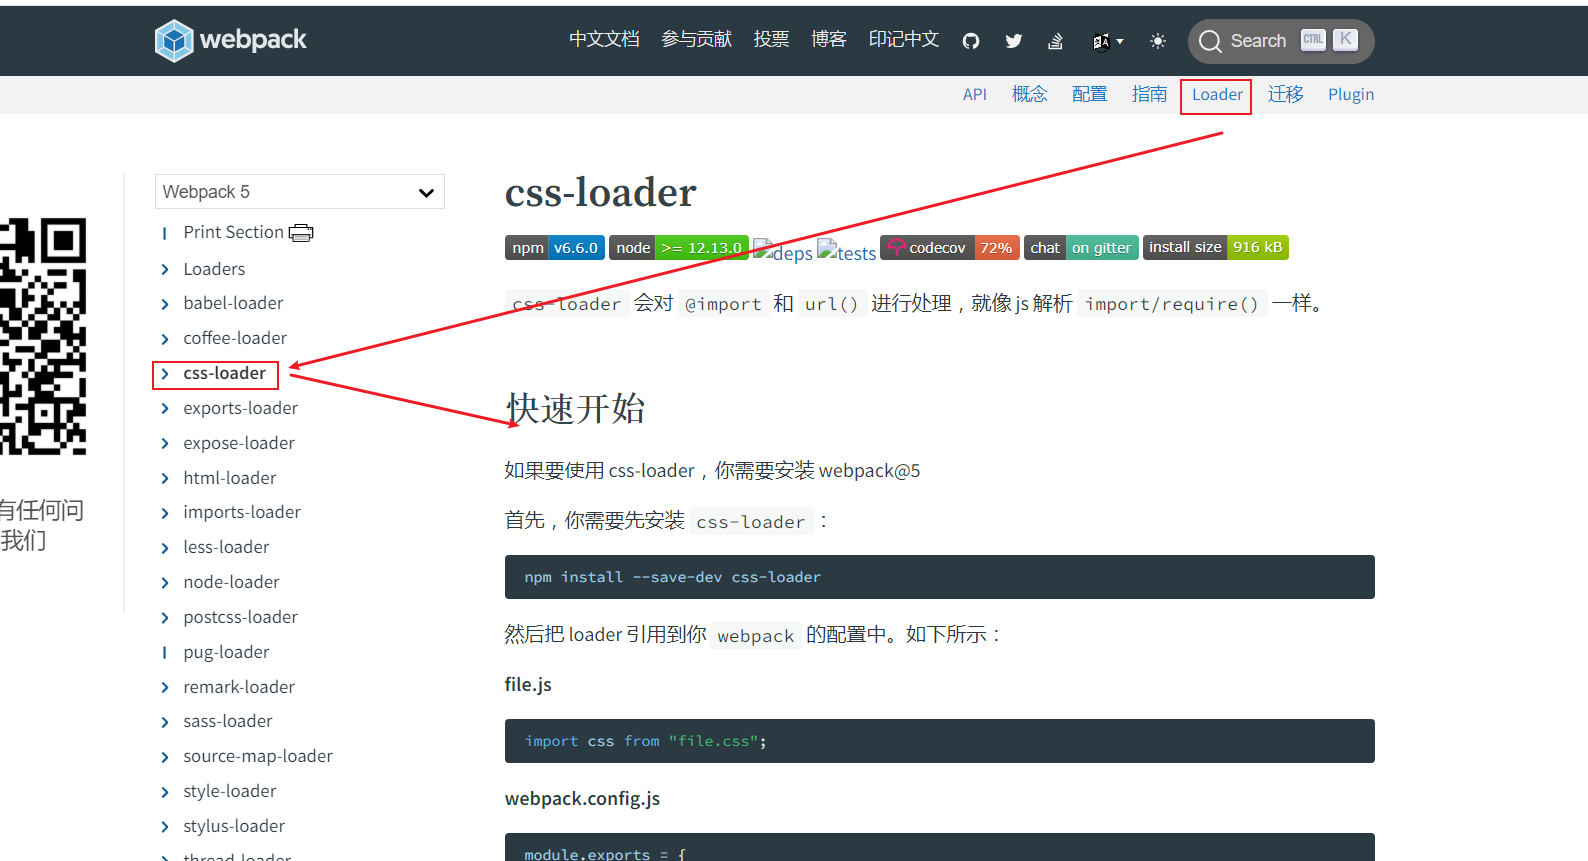 webpack
中文文档 参与贡献 投票 博客 印记中文 Search CTRL K
API 概念 配置 指南 Loader 迁移 Plugin
有任何问
我们
Webpack 5
Print Section
Loaders
babel-loader
coffee-loader
css-loader
exports-loader
expose-loader
html-loader
imports-loader
less-loader
node-loader
postcss-loader
pug-loader
remark-loader
sass-loader
source-map-loader
style-loader
stylus-loader
thread-loader
css-loader
npm v6.6.0 node >= 12.13.0 deps tests codecov 72% chat on gitter install size 916 kB
css-loader 会对 @import 和 url() 进行处理，就像 js 解析 import/require() 一样。
快速开始
如果要使用 css-loader，你需要安装 webpack@5
首先，你需要先安装 css-loader：
npm install --save-dev css-loader
然后把 loader 引用到你 webpack 的配置中。如下所示：
file.js
import css from "file.css";
webpack.config.js
module.exports = {